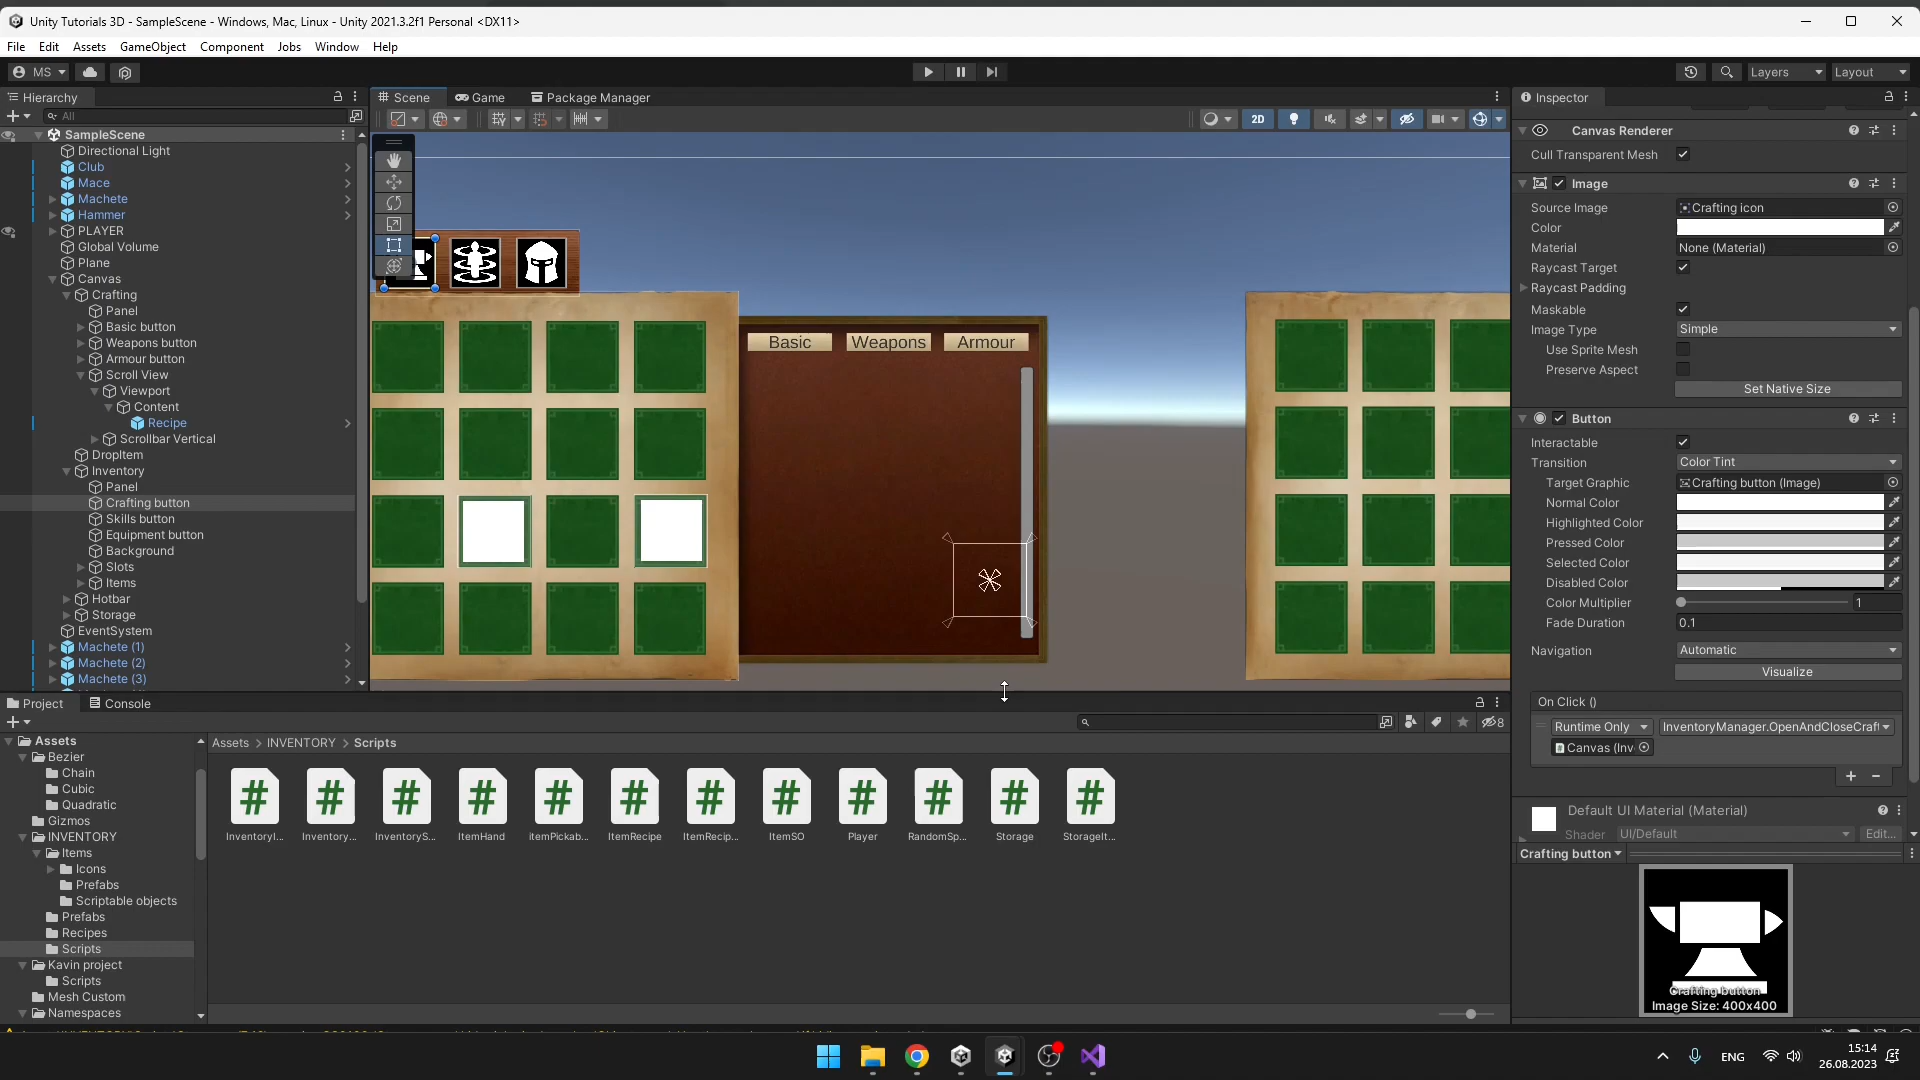 Unity Tutorials 3D - SampleScene - Windows, Mac, Linux - Unity 2021.3.2f1 Personal <DX11>
File Edit Assets GameObject Component Jobs Window Help
MS
Layers Layout
Hierarchy
All
SampleScene
Directional Light
Club
Mace
Machete
Hammer
PLAYER
Global Volume
Plane
Canvas
Crafting
Panel
Basic button
Weapons button
Armour button
Scroll View
Viewport
Content
Recipe
Scrollbar Vertical
DropItem
Inventory
Panel
Crafting button
Skills button
Equipment button
Background
Slots
Items
Hotbar
Storage
EventSystem
Machete (1)
Machete (2)
Machete (3)
Scene Game Package Manager
2D
Basic Weapons Armour
Inspector
Canvas Renderer
Cull Transparent Mesh
Image
Source Image Crafting icon
Color
Material None (Material)
Raycast Target
Raycast Padding
Maskable
Image Type Simple
Use Sprite Mesh
Preserve Aspect
Set Native Size
Button
Interactable
Transition Color Tint
Target Graphic Crafting button (Image)
Normal Color
Highlighted Color
Pressed Color
Selected Color
Disabled Color
Color Multiplier 1
Fade Duration 0.1
Navigation Automatic
Visualize
On Click ()
Runtime Only InventoryManager.OpenAndCloseCraft
Canvas (Inv
Default UI Material (Material)
Shader UI/Default Edit...
Crafting button
Crafting button
Image Size: 400x400
Project Console
8
Assets
Bezier
Chain
Cubic
Quadratic
Gizmos
INVENTORY
Items
Icons
Prefabs
Scriptable objects
Prefabs
Recipes
Scripts
Kavin project
Scripts
Mesh Custom
Namespaces
Assets > INVENTORY > Scripts
InventoryI... Inventory... InventoryS... ItemHand itemPickab... ItemRecipe ItemRecip... ItemSO Player RandomSp... Storage StorageIt...
ENG 15:14
26.08.2023